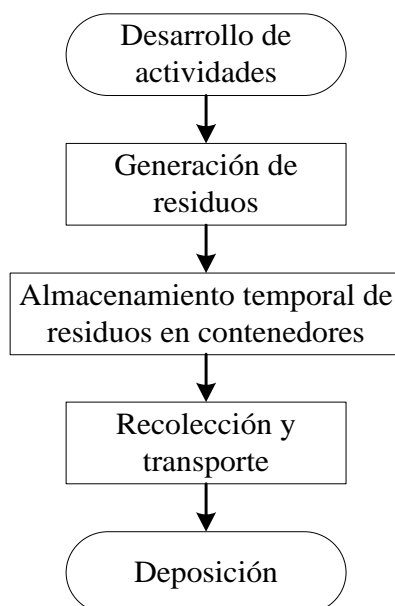 Desarrollo de
actividades
Generación de
residuos
Almacenamiento temporal de
residuos en contenedores
Recolección y
transporte
Deposición